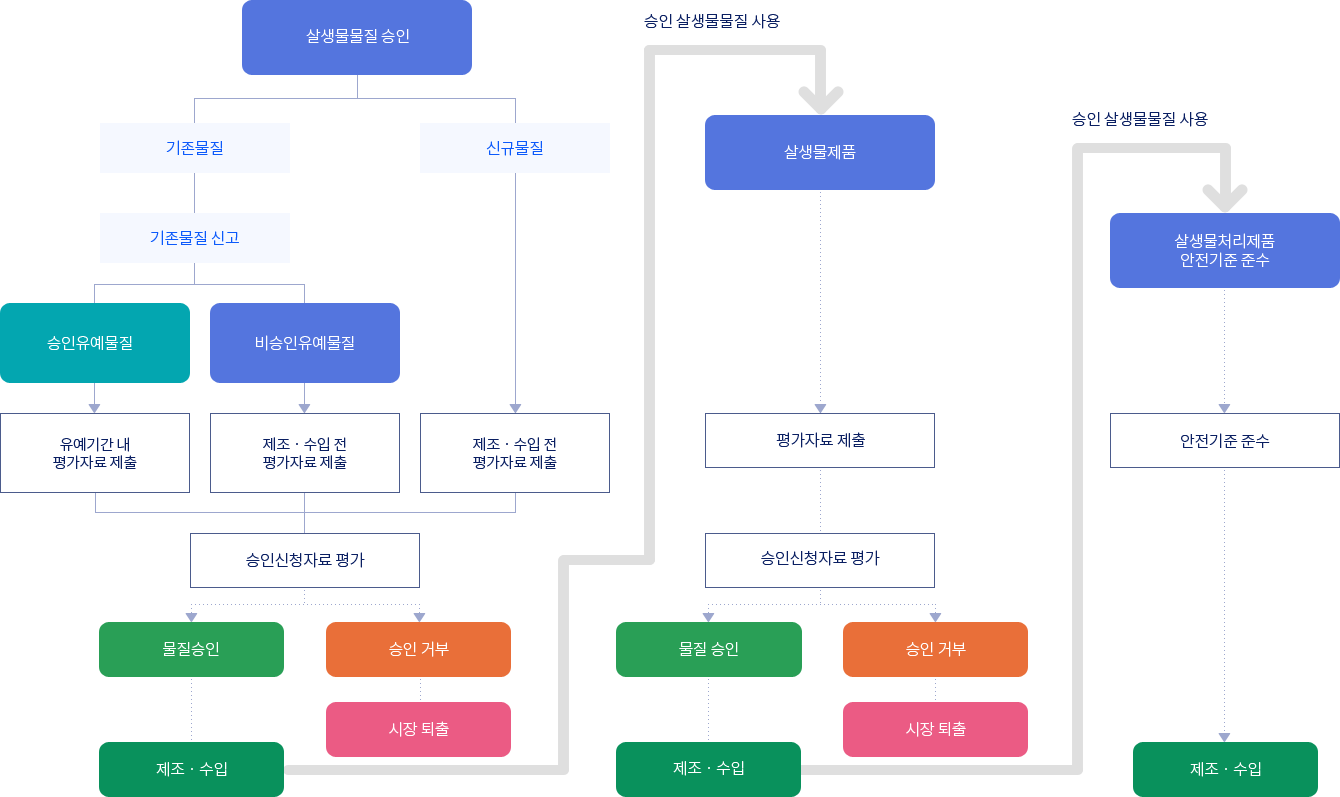 살생물물질 승인
기존물질
신규물질
기존물질 신고
승인유예물질
비승인유예물질
유예기간 내
평가자료 제출
제조 · 수입 전
평가자료 제출
제조 · 수입 전
평가자료 제출
승인신청자료 평가
물질승인
승인 거부
시장 퇴출
제조 · 수입
승인 살생물물질 사용
살생물제품
평가자료 제출
승인신청자료 평가
물질 승인
승인 거부
시장 퇴출
제조 · 수입
승인 살생물물질 사용
살생물처리제품
안전기준 준수
안전기준 준수
제조 · 수입